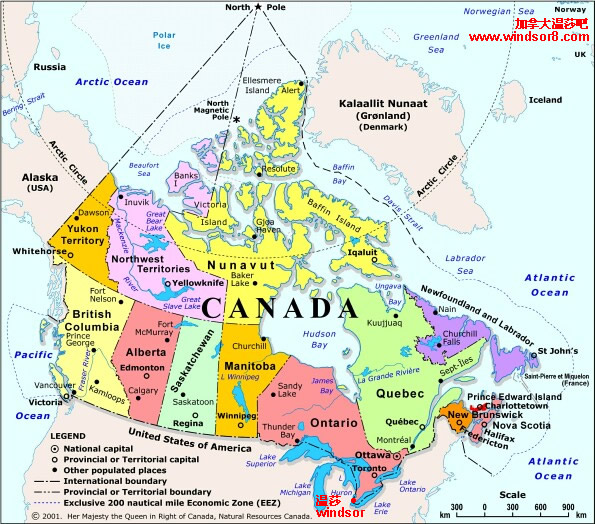 North Pole
Norwegian Sea
Norway
加拿大温莎吧
www.windsor8.com
UK
Polar
Ice
Greenland
Sea
Russia
Arctic Ocean
Ellesmere
Island
Alert
North
Magnetic
Pole
Kalaallit Nunaat
(Grønland)
(Denmark)
Iceland
Bering Strait
Arctic Circle
Alaska
(USA)
Beaufort
Sea
Banks
I
Resolute
Baffin
Bay
Arctic Circle
Davis Strait
Inuvik
Victoria
Island
Baffin Island
Dawson
Yukon
Territory
Great
Bear Lake
Gjoa
Haven
Whitehorse
Mackenzie
River
Northwest
Territories
Nunavut
Iqaluit
Labrador
Sea
Yellowknife
Baker
Lake
Great
Slave Lake
Atlantic
Ocean
Fort
Nelson
CANADA
Ungava
Bay
Newfoundland and Labrador
Nain
British
Columbia
Fort
McMurray
Hudson
Bay
Kuujjuaq
Churchill
Falls
Pacific
Ocean
Prince
George
Alberta
Edmonton
Saskatchewan
Churchill
Manitoba
L Winnipeg
St John's
Saint-Pierre et Miquelon
(France)
La Grande Rivière
Sept-Îles
Fraser River
Kamloops
Calgary
Saskatoon
James
Bay
Sandy
Lake
Quebec
Prince Edward Island
Charlottetown
Vancouver
Victoria
Regina
Winnipeg
Ontario
Québec
New Brunswick
Nova Scotia
Halifax
Fredericton
Thunder
Bay
Montréal
United States of America
Ottawa
Toronto
Lake
Superior
Lake
Michigan
L
Huron
Lake
Ontario
Lake
Erie
Atlantic
Ocean
温莎
windsor
LEGEND
National capital
Provincial or Territorial capital
Other populated places
International boundary
Provincial or Territorial boundary
Exclusive 200 nautical mile Economic Zone (EEZ)
Scale
km 300 0 300 600 900 km
© 2001. Her Majesty the Queen in Right of Canada, Natural Resources Canada.